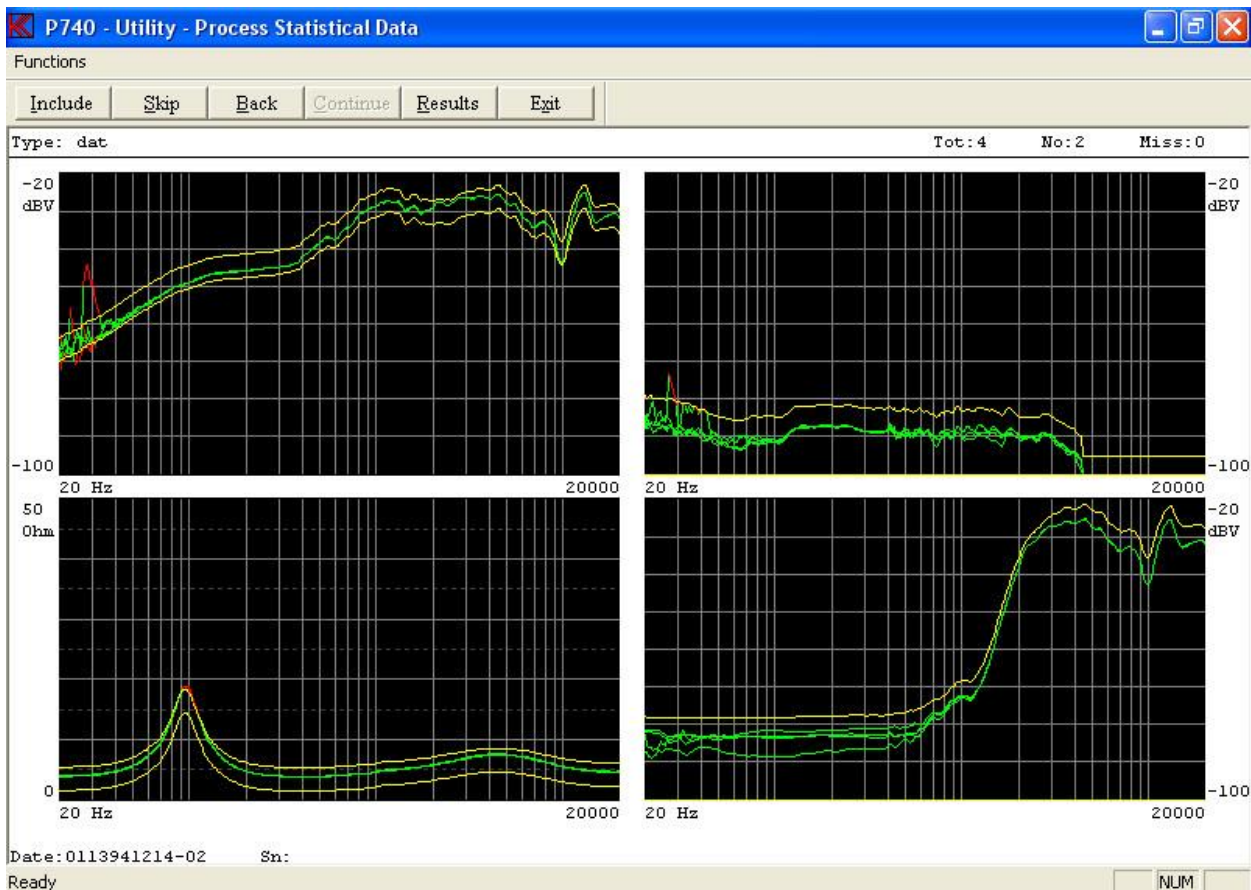 P740 - Utility - Process Statistical Data
Functions
Include Skip Back Continue Results Exit
Type: dat Tot:4 No:2 Miss:0
-20 -20
dBV dBV
-100 -100
20 Hz 20000 20 Hz 20000
50 -20
Ohm dBV
0 -100
20 Hz 20000 20 Hz 20000
Date:0113941214-02 Sn:
Ready NUM